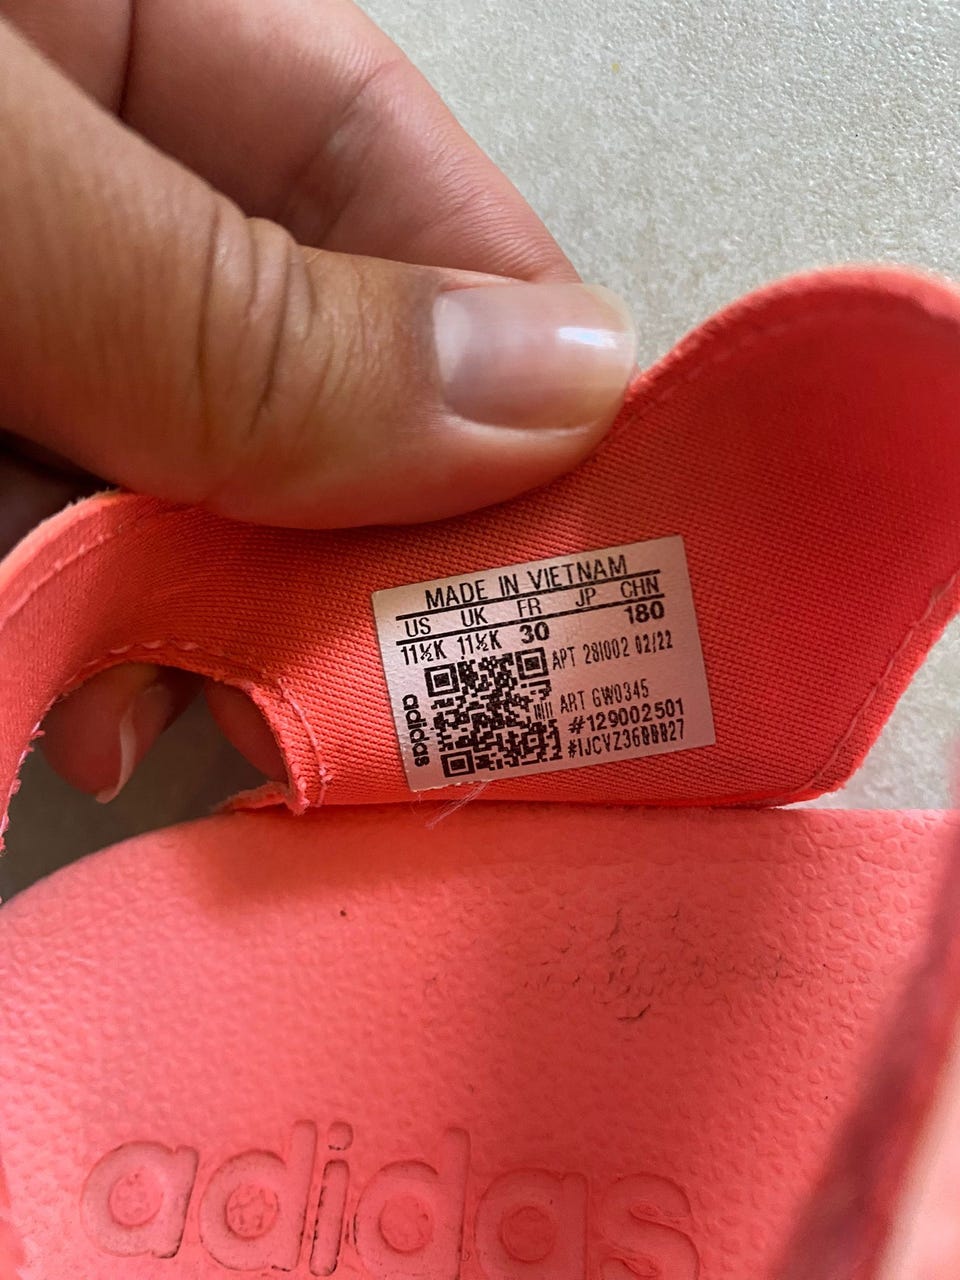 MADE IN VIETNAM
US UK FR JP CHN
11½K 11½K 30 180
APT 281002 02/22
ART GW0345
#129002501
adidas
adidas